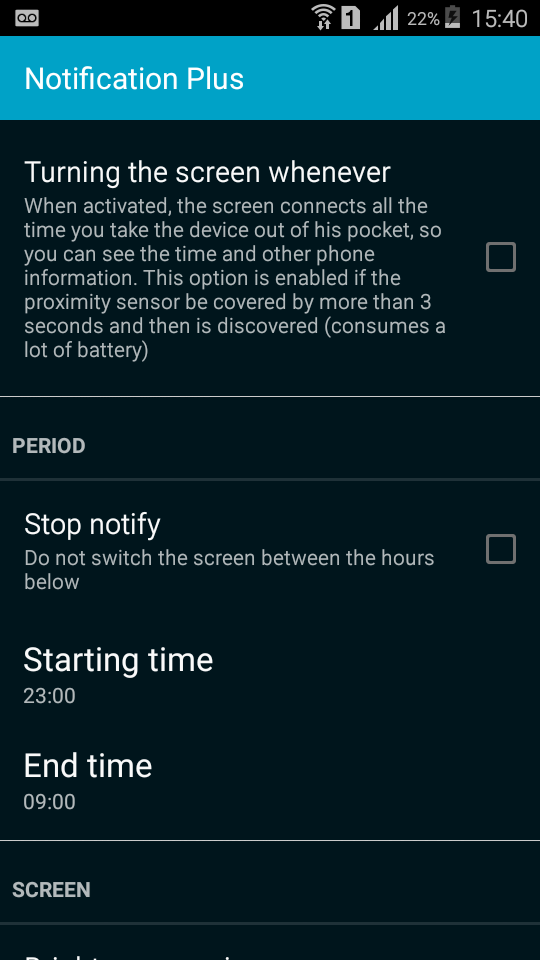 1
22%
15:40
Notification Plus
Turning the screen whenever
When activated, the screen connects all the
time you take the device out of his pocket, so
you can see the time and other phone
information. This option is enabled if the
proximity sensor be covered by more than 3
seconds and then is discovered (consumes a
lot of battery)
PERIOD
Stop notify
Do not switch the screen between the hours
below
Starting time
23:00
End time
09:00
SCREEN